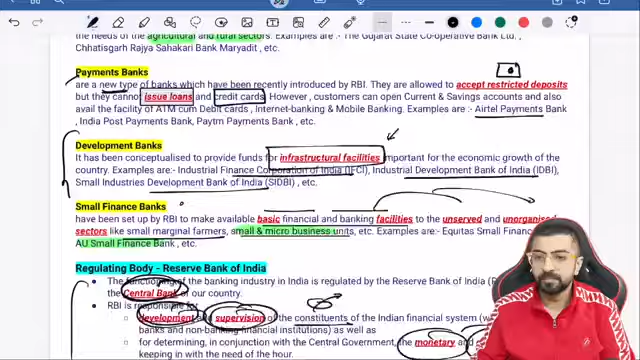 the needs of the agricultural and rural sectors. Examples are :- The Gujarat State Co-operative Bank Ltd.,
Chhatisgarh Rajya Sahakari Bank Maryadit , etc.
Payments Banks
are a new type of banks which have been recently introduced by RBI. They are allowed to accept restricted deposits
but they cannot issue loans and credit cards. However , customers can open Current & Savings accounts and also
avail the facility of ATM cum Debit cards , Internet-banking & Mobile Banking. Examples are :- Airtel Payments Bank
, India Post Payments Bank, Paytm Payments Bank , etc.
Development Banks
It has been conceptualised to provide funds for infrastructural facilities important for the economic growth of the
country. Examples are:- Industrial Finance Corporation of India (IFCI), Industrial Development Bank of India (IDBI),
Small Industries Development Bank of India (SIDBI) , etc.
Small Finance Banks
have been set up by RBI to make available basic financial and banking facilities to the unserved and unorganised
sectors like small marginal farmers, small & micro business units, etc. Examples are:- Equitas Small Finance
AU Small Finance Bank, etc.
Regulating Body - Reserve Bank of India
The functioning of the banking industry in India is regulated by the Reserve Bank of India
the Central Bank of our country.
RBI is responsible for
development and supervision of the constituents of the Indian financial system
banks and non-banking financial institutions) as well as
for determining, in conjunction with the Central Government, the monetary
keeping in with the need of the hour.